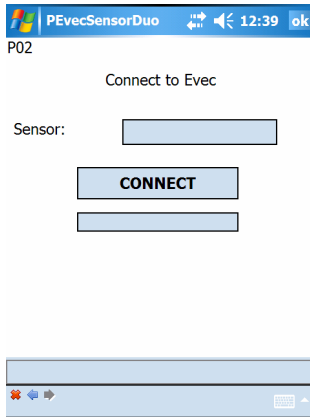 PEvecSensorDuo 12:39 ok
P02
Connect to Evec
Sensor:
CONNECT